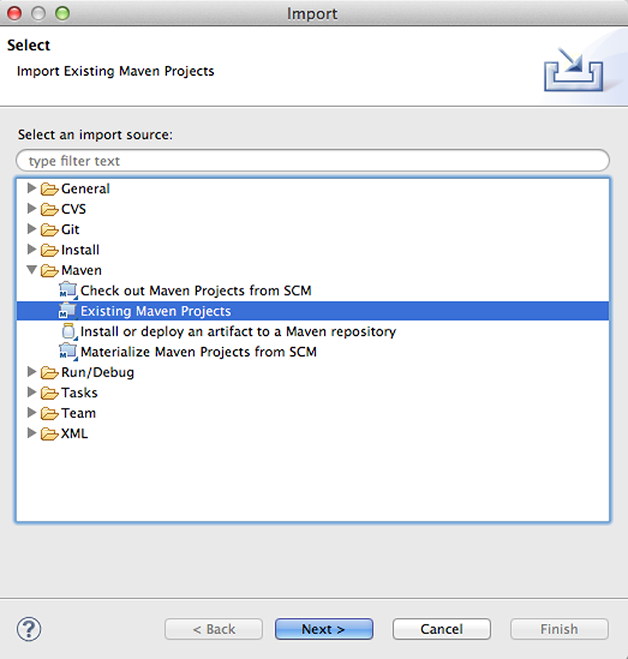 Import
Select
Import Existing Maven Projects
Select an import source:
type filter text
General
CVS
Git
Install
Maven
Check out Maven Projects from SCM
Existing Maven Projects
Install or deploy an artifact to a Maven repository
Materialize Maven Projects from SCM
Run/Debug
Tasks
Team
XML
? < Back Next > Cancel Finish